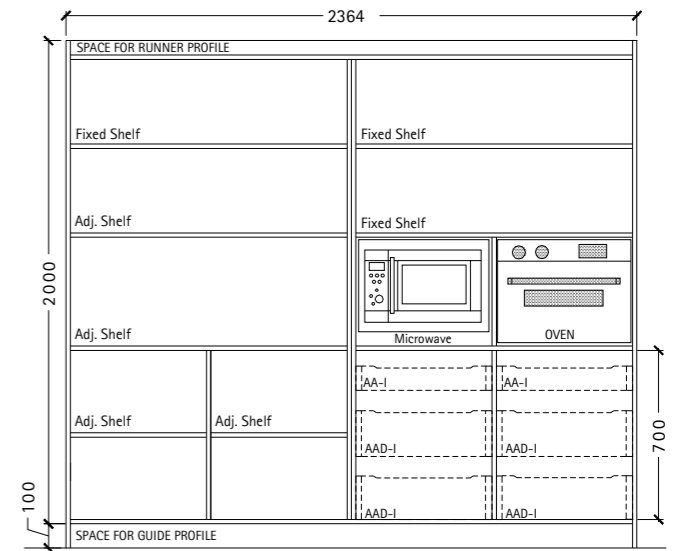 2364
SPACE FOR RUNNER PROFILE
Fixed Shelf
Fixed Shelf
Adj. Shelf
Fixed Shelf
2000
Adj. Shelf
Microwave
OVEN
AA-I
AA-I
Adj. Shelf
Adj. Shelf
AAD-I
AAD-I
700
100
AAD-I
AAD-I
SPACE FOR GUIDE PROFILE